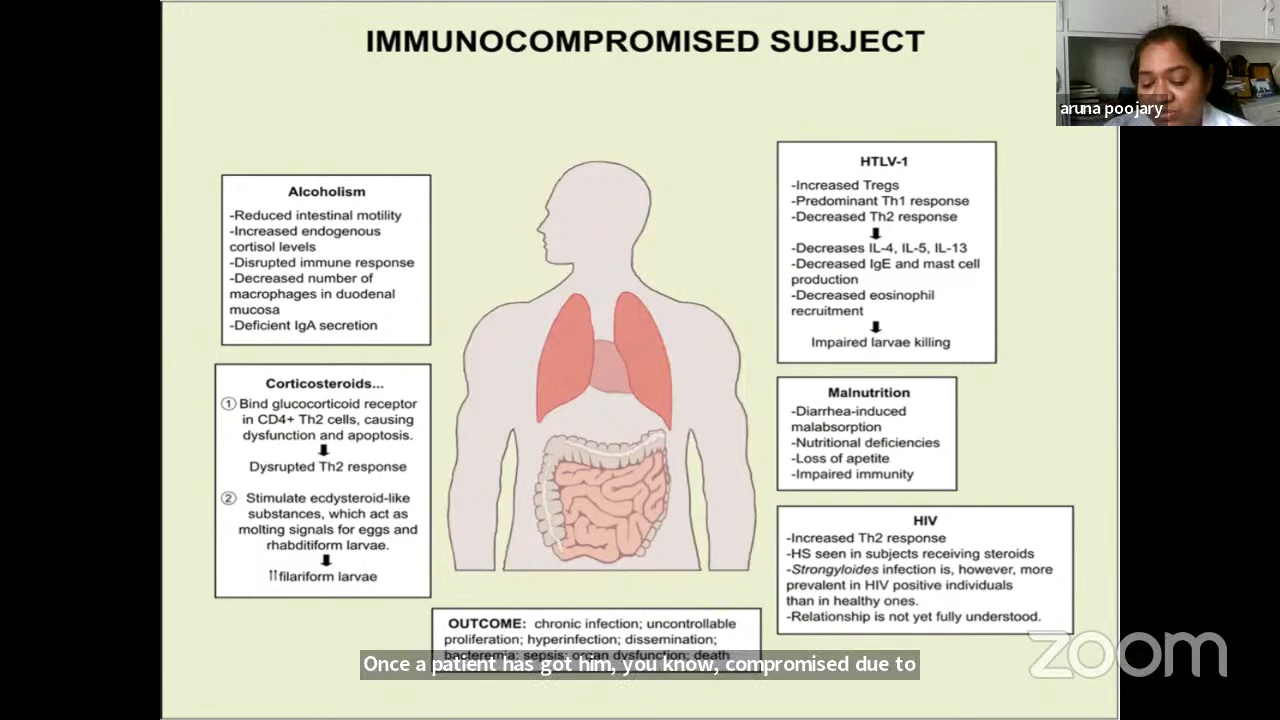 IMMUNOCOMPROMISED SUBJECT
aruna poojary
Alcoholism
-Reduced intestinal motility
-Increased endogenous
cortisol levels
-Disrupted immune response
-Decreased number of
macrophages in duodenal
mucosa
-Deficient IgA secretion
Corticosteroids...
① Bind glucocorticoid receptor
in CD4+ Th2 cells, causing
dysfunction and apoptosis.
⬇
Dysrupted Th2 response
② Stimulate ecdysteroid-like
substances, which act as
molting signals for eggs and
rhabditiform larvae.
⬇
⇈filariform larvae
HTLV-1
-Increased Tregs
-Predominant Th1 response
-Decreased Th2 response
⬇
-Decreases IL-4, IL-5, IL-13
-Decreased IgE and mast cell
production
-Decreased eosinophil
recruitment
⬇
Impaired larvae killing
Malnutrition
-Diarrhea-induced
malabsorption
-Nutritional deficiencies
-Loss of apetite
-Impaired immunity
HIV
-Increased Th2 response
-HS seen in subjects receiving steroids
-Strongyloides infection is, however, more
prevalent in HIV positive individuals
than in healthy ones.
-Relationship is not yet fully understood.
OUTCOME: chronic infection; uncontrollable
proliferation; hyperinfection; dissemination;
bacteremia; sepsis; organ dysfunction; death
Once a patient has got him, you know, compromised due to
zoom